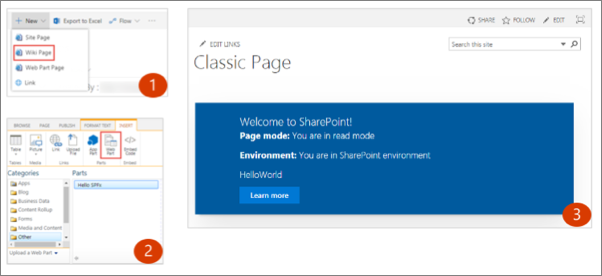 + New Export to Excel Flow ...
Site Page
Wiki Page
Web Part Page
Link
1
BROWSE PAGE PUBLISH FORMAT TEXT INSERT
Table Picture Link Upload File App Part Web Part Embed Code
Tables Media Links Parts Embed
Categories Parts
Apps
Blog
Business Data
Content Rollup
Forms
Media and Content
Other
Hello SPFx
Upload a Web Part
2
SHARE FOLLOW EDIT
EDIT LINKS
Search this site
Classic Page
Welcome to SharePoint!
Page mode: You are in read mode
Environment: You are in SharePoint environment
HelloWorld
Learn more
3